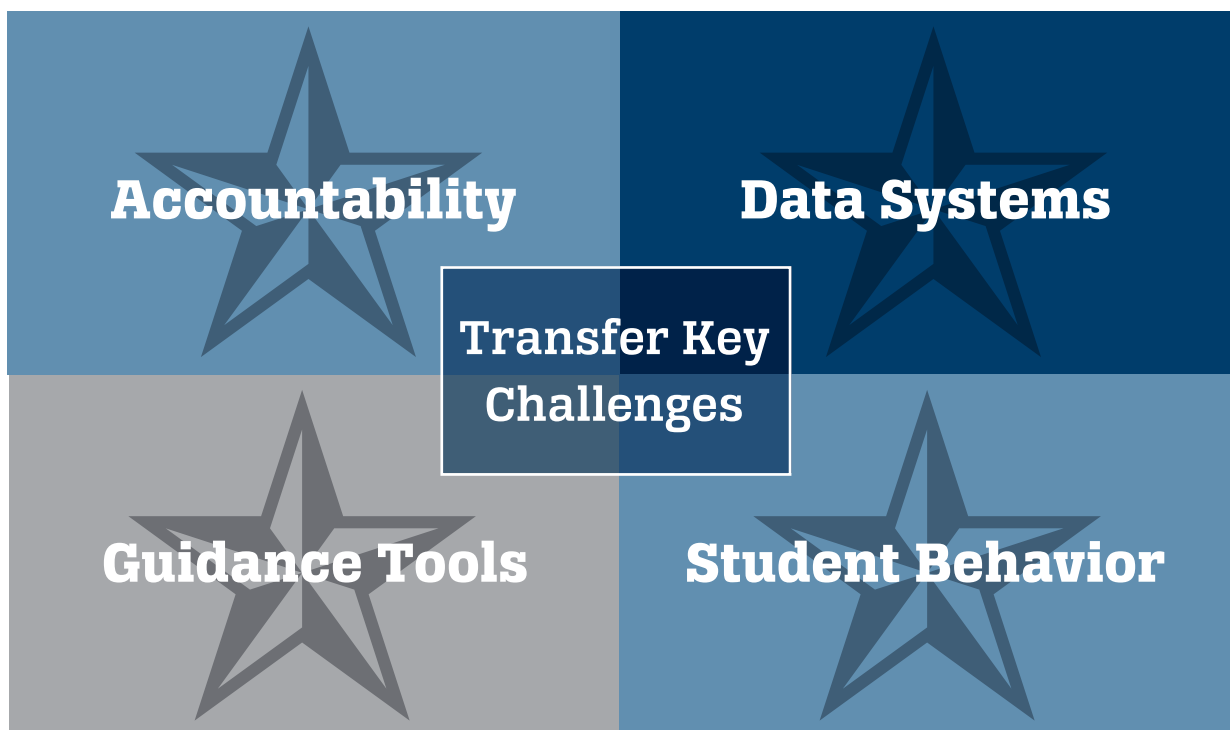 Accountability
Data Systems
Transfer Key
Challenges
Guidance Tools
Student Behavior